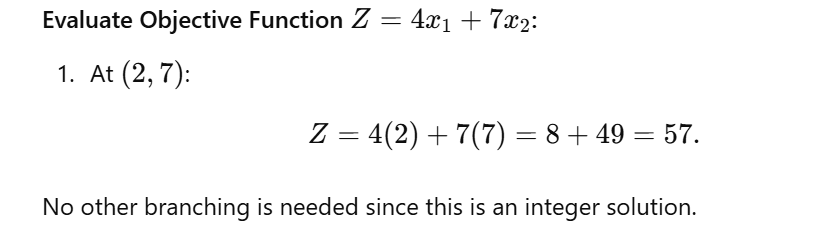 Evaluate Objective Function Z = 4x₁ + 7x₂:
1. At (2, 7):
Z = 4(2) + 7(7) = 8 + 49 = 57.
No other branching is needed since this is an integer solution.